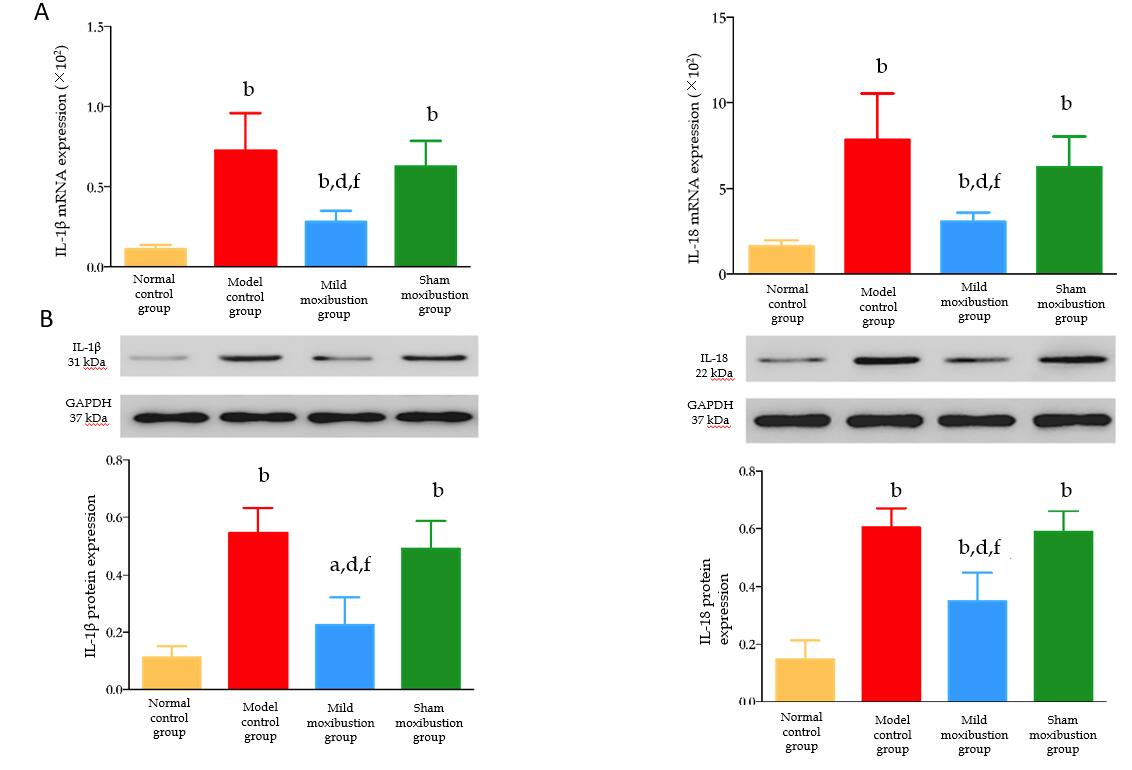 A
IL-1β mRNA expression (×10²)
1.5
1.0
0.5
0.0
b
b,d,f
b
Normal
control
group
Model
control
group
Mild
moxibustion
group
Sham
moxibustion
group
IL-18 mRNA expression (×10²)
15
10
5
0
b
b,d,f
b
Normal
control
group
Model
control
group
Mild
moxibustion
group
Sham
moxibustion
group
B
IL-1β
31 kDa
GAPDH
37 kDa
IL-18
22 kDa
GAPDH
37 kDa
IL-1β protein expression
0.8
0.6
0.4
0.2
0.0
b
a,d,f
b
Normal
control
group
Model
control
group
Mild
moxibustion
group
Sham
moxibustion
group
IL-18 protein
expression
0.8
0.6
0.4
0.2
0.0
b
b,d,f
b
Normal
control
group
Model
control
group
Mild
moxibustion
group
Sham
moxibustion
group